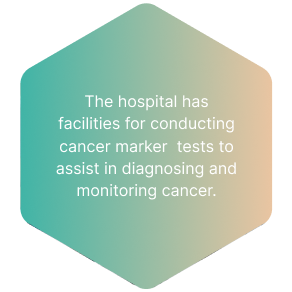 The hospital has
facilities for conducting
cancer marker  tests to
assist in diagnosing and
monitoring cancer.